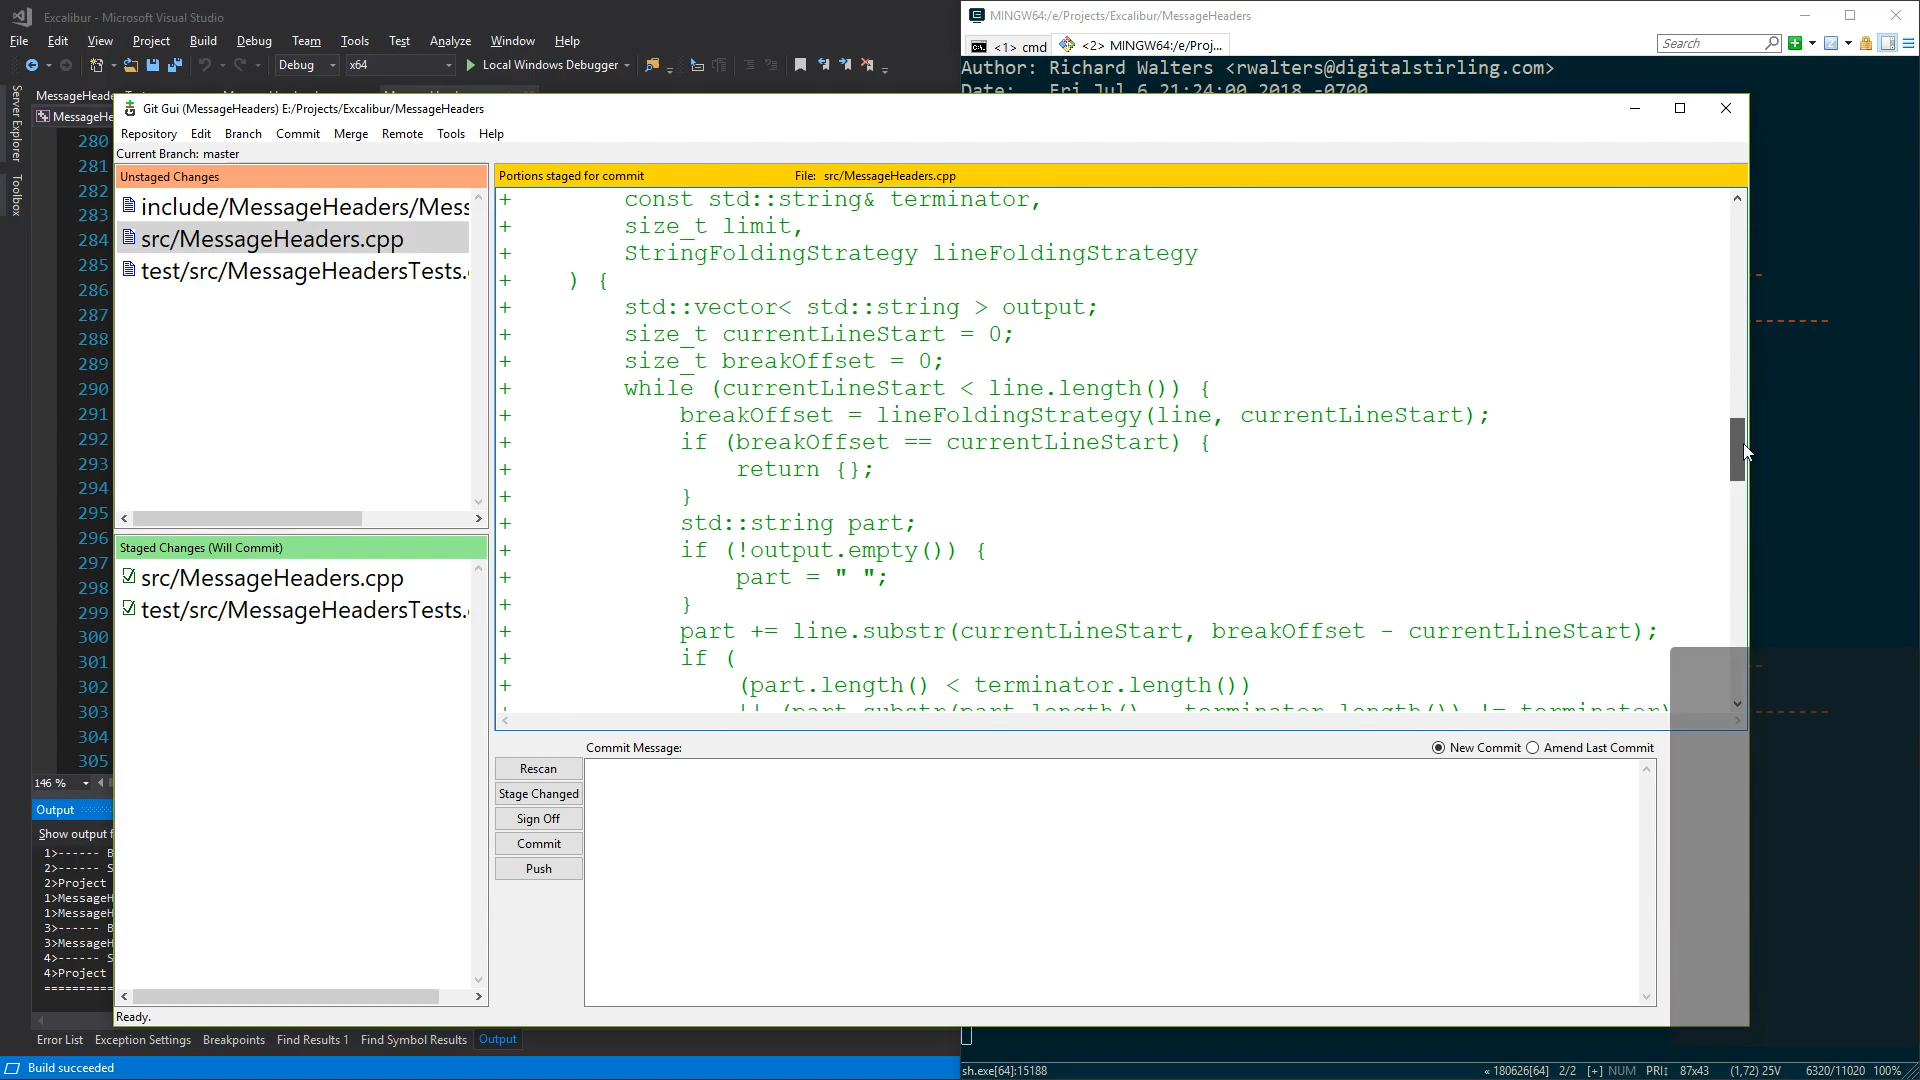 Excalibur - Microsoft Visual Studio
File Edit View Project Build Debug Team Tools Test Analyze Window Help
Debug x64 Local Windows Debugger
Server Explorer
Toolbox
MessageHeade
MessageHe
280
281
282
283
284
285
286
287
288
289
290
291
292
293
294
295
296
297
298
299
300
301
302
303
304
305
146 %
Output
Show output f
1>------ B
2>------ S
2>Project
1>MessageH
1>MessageH
3>------ B
3>MessageH
4>------ S
4>Project
==========
Error List Exception Settings Breakpoints Find Results 1 Find Symbol Results Output
Build succeeded
MINGW64:/e/Projects/Excalibur/MessageHeaders
<1> cmd <2> MINGW64:/e/Proj...
Search
Author: Richard Walters <rwalters@digitalstirling.com>
Date: Fri Jul 6 21:24:00 2018 -0700
Git Gui (MessageHeaders) E:/Projects/Excalibur/MessageHeaders
Repository Edit Branch Commit Merge Remote Tools Help
Current Branch: master
Unstaged Changes
include/MessageHeaders/Mess
src/MessageHeaders.cpp
test/src/MessageHeadersTests.
Staged Changes (Will Commit)
src/MessageHeaders.cpp
test/src/MessageHeadersTests.
Ready.
Portions staged for commit File: src/MessageHeaders.cpp
+ const std::string& terminator,
+ size_t limit,
+ StringFoldingStrategy lineFoldingStrategy
+ ) {
+ std::vector< std::string > output;
+ size_t currentLineStart = 0;
+ size_t breakOffset = 0;
+ while (currentLineStart < line.length()) {
+ breakOffset = lineFoldingStrategy(line, currentLineStart);
+ if (breakOffset == currentLineStart) {
+ return {};
+ }
+ std::string part;
+ if (!output.empty()) {
+ part = " ";
+ }
+ part += line.substr(currentLineStart, breakOffset - currentLineStart);
+ if (
+ (part.length() < terminator.length())
|| (part.substr(part.length() - terminator.length()) != terminator)
Commit Message: New Commit Amend Last Commit
Rescan
Stage Changed
Sign Off
Commit
Push
sh.exe[64]:15188 « 180626[64] 2/2 [+] NUM PRI↕ 87x43 (1,72) 25V 6320/11020 100%